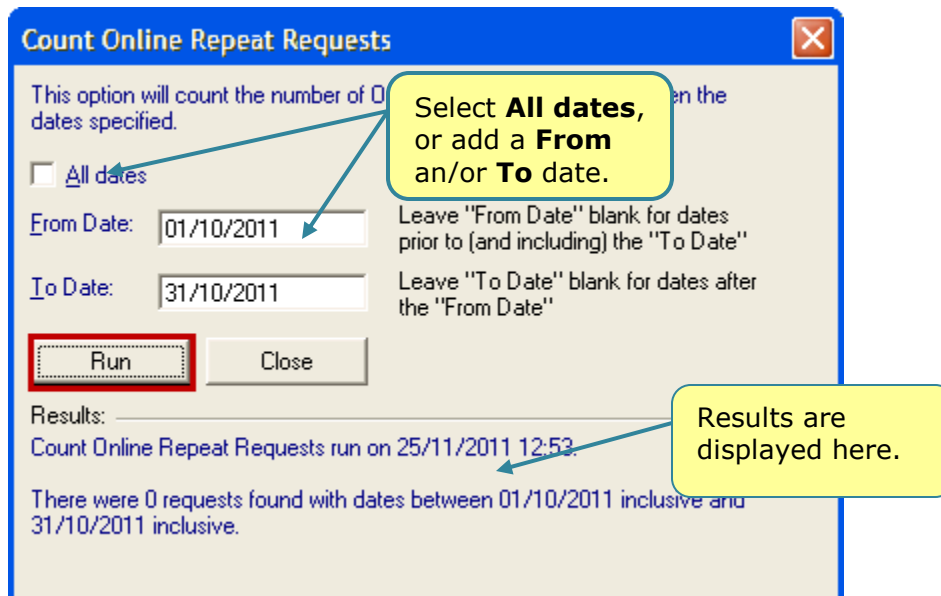 Count Online Repeat Requests
This option will count the number of O en the
dates specified.
Select All dates,
or add a From
an/or To date.
All dates
From Date: 01/10/2011 Leave "From Date" blank for dates
prior to (and including) the "To Date"
To Date: 31/10/2011 Leave "To Date" blank for dates after
the "From Date"
Run Close
Results:
Results are
displayed here.
Count Online Repeat Requests run on 25/11/2011 12:53.
There were 0 requests found with dates between 01/10/2011 inclusive and
31/10/2011 inclusive.